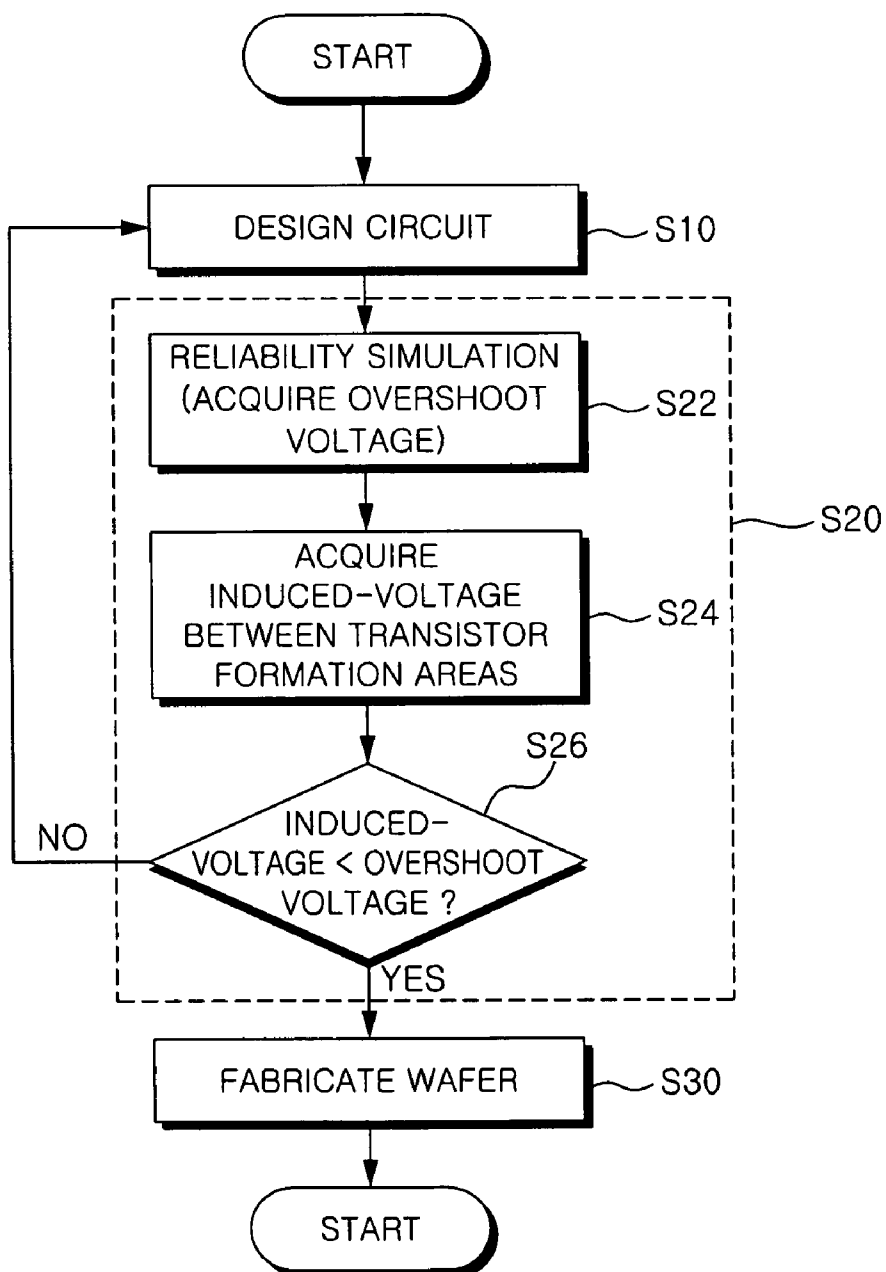 START
DESIGN CIRCUIT
S10
RELIABILITY SIMULATION
(ACQUIRE OVERSHOOT
VOLTAGE)
S22
S20
ACQUIRE
INDUCED-VOLTAGE
BETWEEN TRANSISTOR
FORMATION AREAS
S24
S26
INDUCED-
VOLTAGE < OVERSHOOT
VOLTAGE ?
NO
YES
FABRICATE WAFER
S30
START